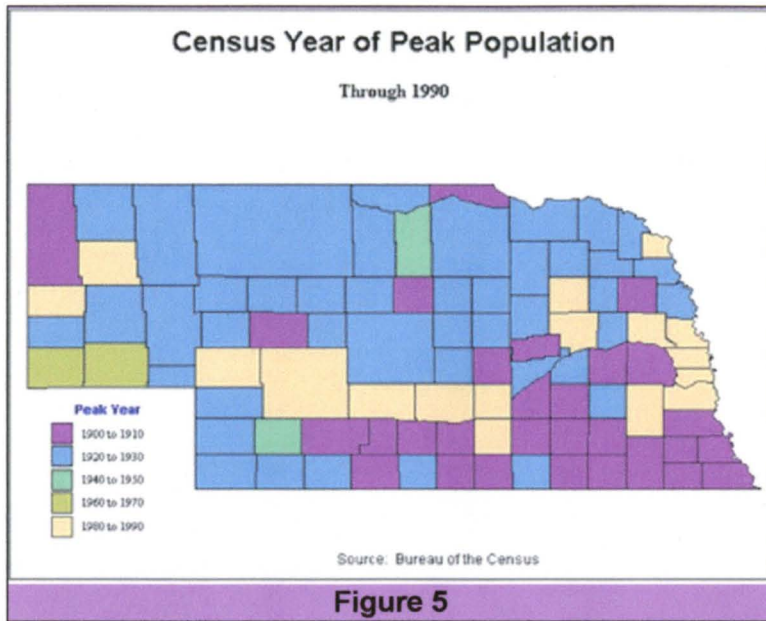 Census Year of Peak Population
Through 1990
Peak Year
1900 to 1910
1920 to 1930
1940 to 1950
1960 to 1970
1980 to 1990
Source: Bureau of the Census
Figure 5